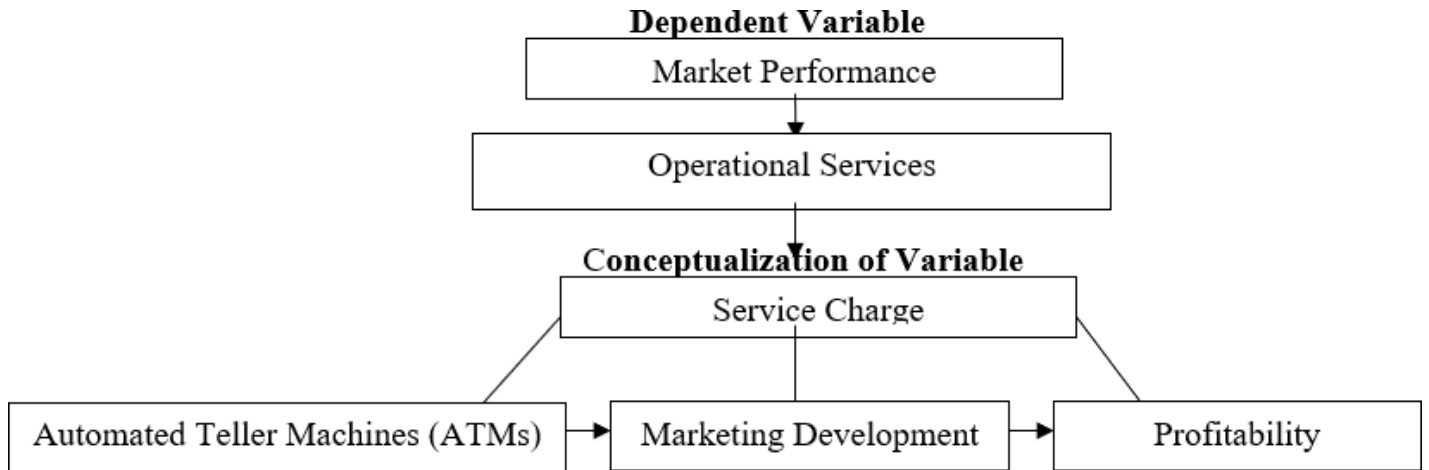 Dependent Variable
Market Performance
Operational Services
Conceptualization of Variable
Service Charge
Automated Teller Machines (ATMs)
Marketing Development
Profitability